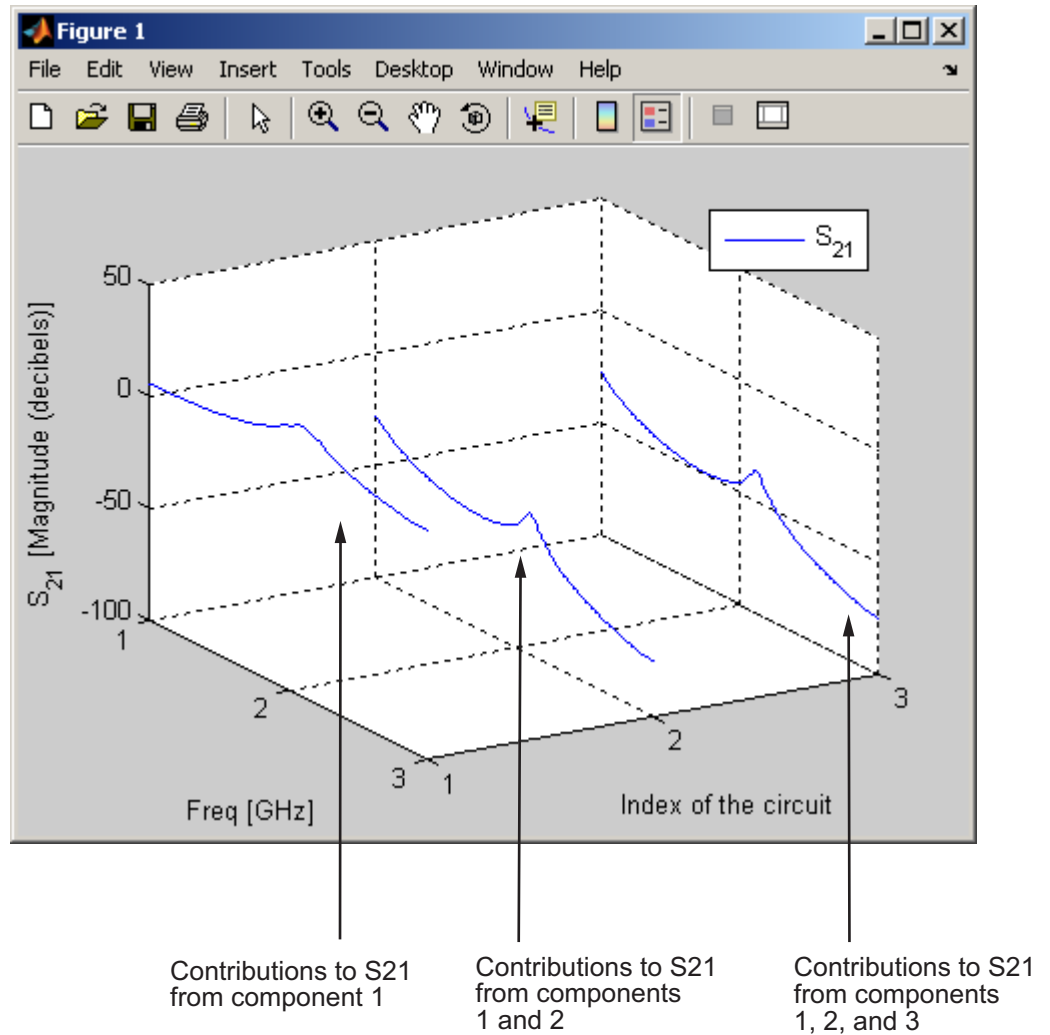 Figure 1
File Edit View Insert Tools Desktop Window Help
S21
50
0
-50
-100
S21 [Magnitude (decibels)]
1
2
3
Freq [GHz]
1
2
3
Index of the circuit
Contributions to S21
from component 1
Contributions to S21
from components
1 and 2
Contributions to S21
from components
1, 2, and 3